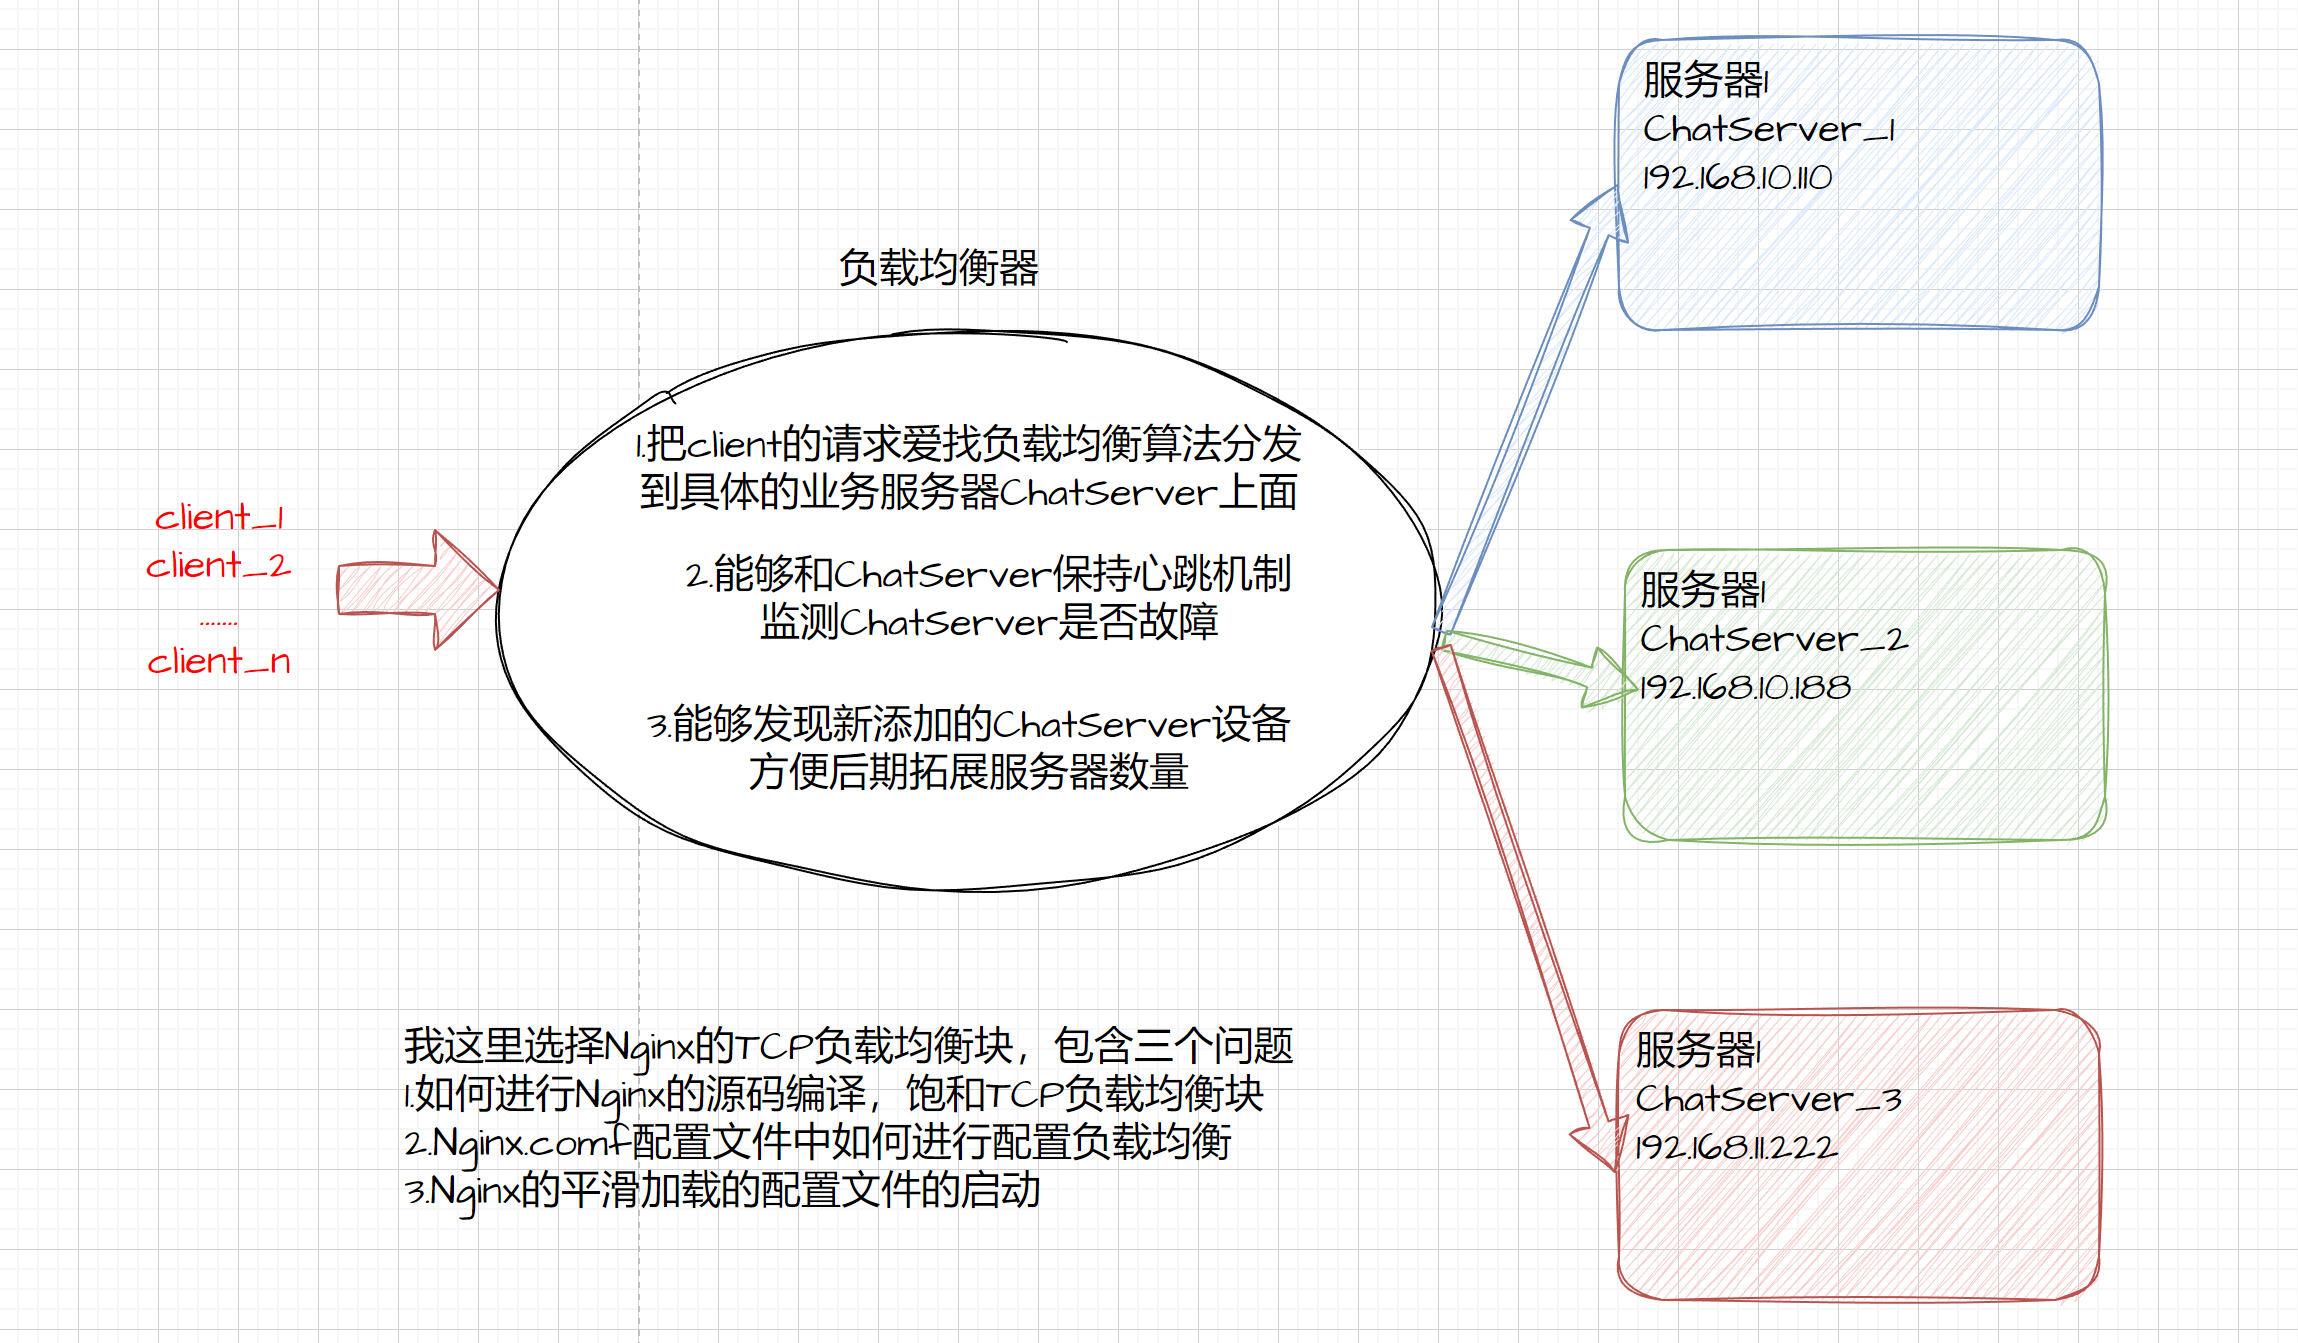 负载均衡器
client_1
client_2
.......
client_n
1.把client的请求爱找负载均衡算法分发
到具体的业务服务器ChatServer上面
2.能够和ChatServer保持心跳机制
监测ChatServer是否故障
3.能够发现新添加的ChatServer设备
方便后期拓展服务器数量
服务器1
ChatServer_1
192.168.10.110
服务器1
ChatServer_2
192.168.10.188
服务器1
ChatServer_3
192.168.11.222
我这里选择Nginx的TCP负载均衡块，包含三个问题
1.如何进行Nginx的源码编译，饱和TCP负载均衡块
2.Nginx.comf配置文件中如何进行配置负载均衡
3.Nginx的平滑加载的配置文件的启动